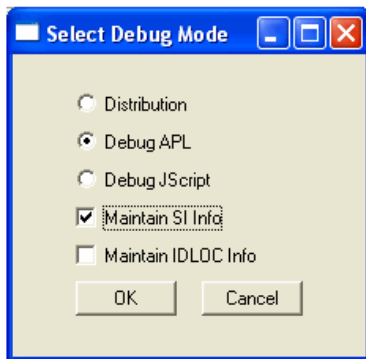 Select Debug Mode
Distribution
Debug APL
Debug JScript
Maintain SI Info
Maintain IDLOC Info
OK Cancel